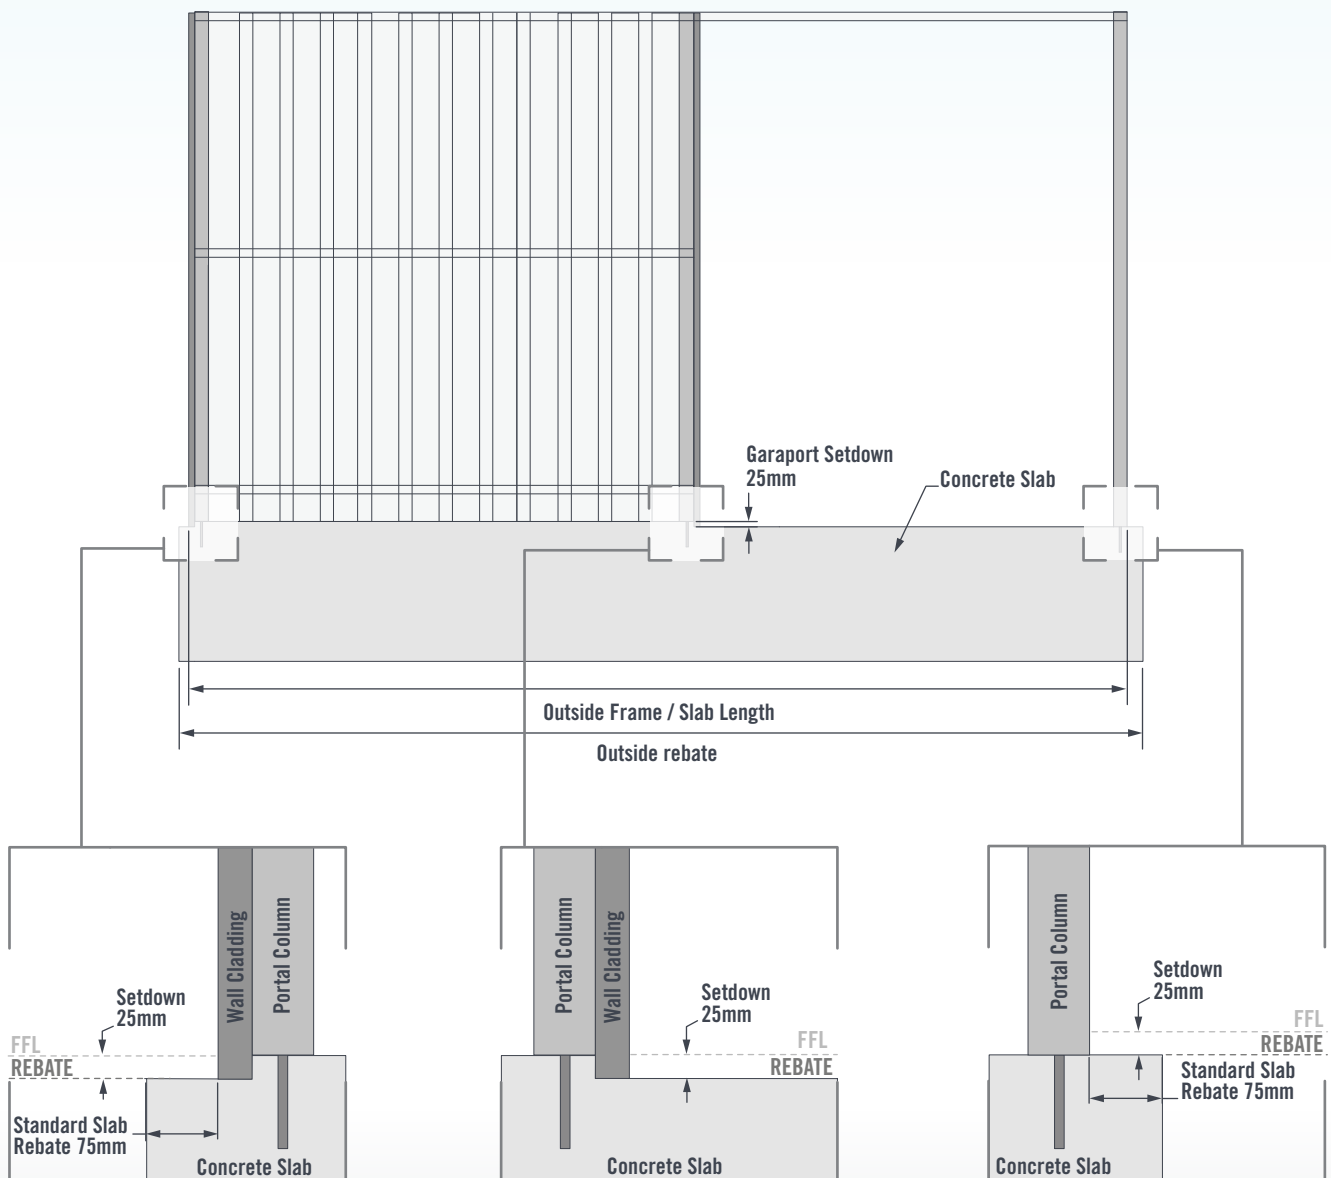 Garaport Setdown
25mm
Concrete Slab
Outside Frame / Slab Length
Outside rebate
Wall Cladding
Portal Column
Setdown
25mm
FFL
REBATE
Standard Slab
Rebate 75mm
Concrete Slab
Portal Column
Wall Cladding
Setdown
25mm
FFL
REBATE
Concrete Slab
Portal Column
Setdown
25mm
FFL
REBATE
Standard Slab
Rebate 75mm
Concrete Slab